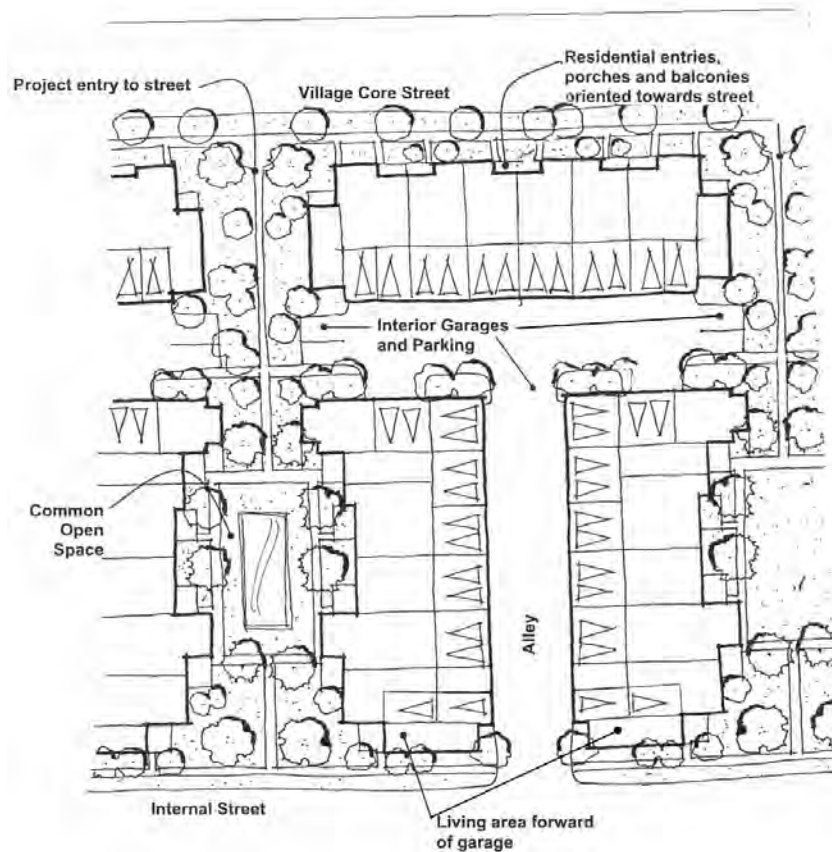 Residential entries,
porches and balconies
oriented towards street
Project entry to street
Village Core Street
Interior Garages
and Parking
Common
Open
Space
Alley
Internal Street
Living area forward
of garage